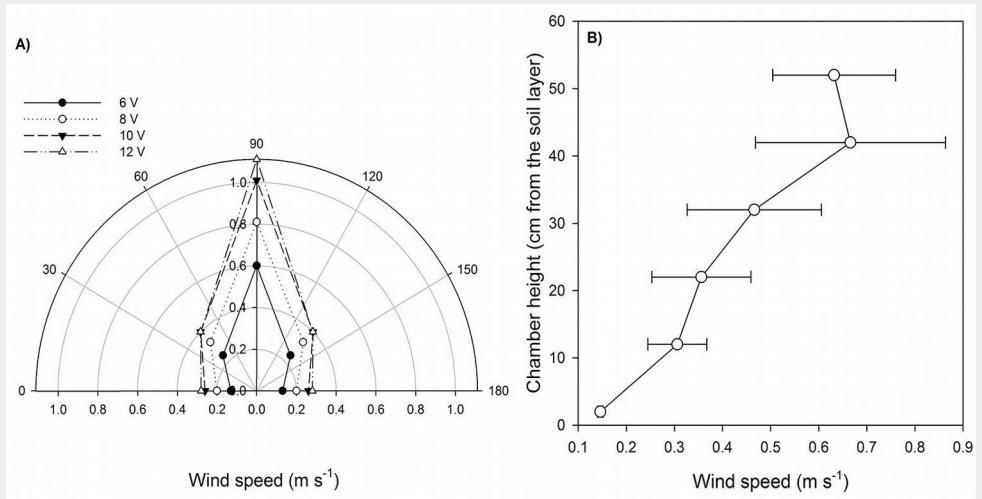 A)
6 V
8 V
10 V
12 V
90
60
120
30
150
1.0
0.8
0.6
0.4
0.2
0.0
0
180
1.0 0.8 0.6 0.4 0.2 0.0 0.2 0.4 0.6 0.8 1.0
Wind speed (m s⁻¹)
B)
60
50
40
30
20
10
0
Chamber height (cm from the soil layer)
0.1 0.2 0.3 0.4 0.5 0.6 0.7 0.8 0.9
Wind speed (m s⁻¹)